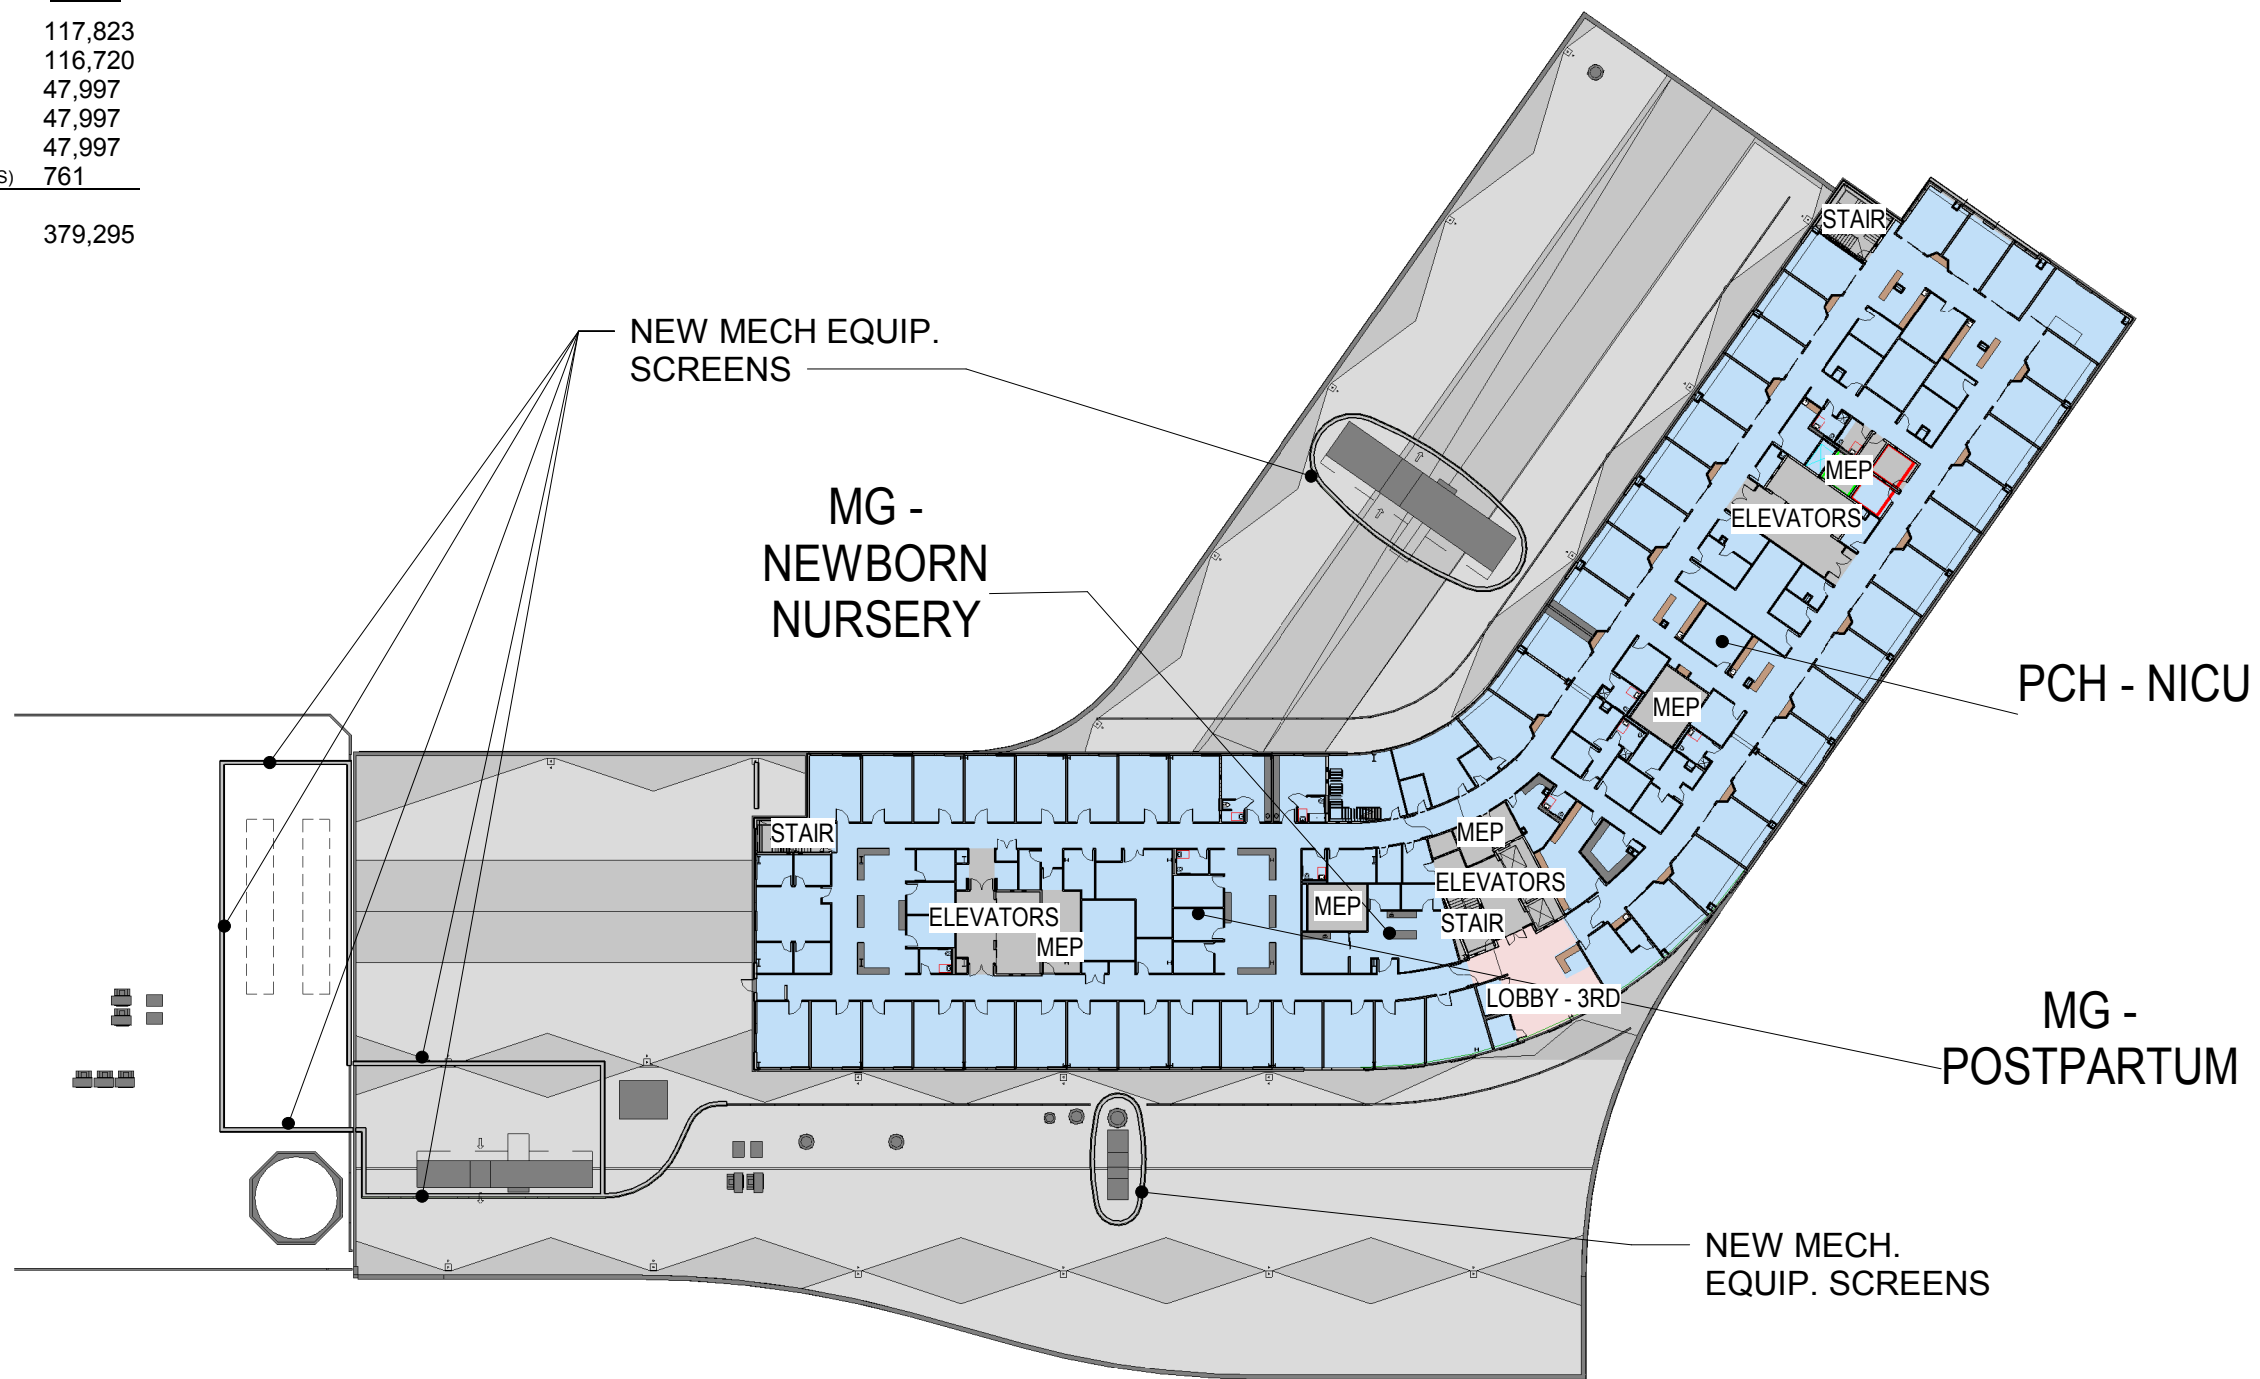 117,823
116,720
47,997
47,997
47,997
S) 761
379,295
STAIR
NEW MECH EQUIP.
SCREENS
MEP
ELEVATORS
MG -
NEWBORN
NURSERY
PCH - NICU
MEP
STAIR
MEP
ELEVATORS
MEP
ELEVATORS
STAIR
MEP
LOBBY - 3RD
MG -
POSTPARTUM
NEW MECH.
EQUIP. SCREENS